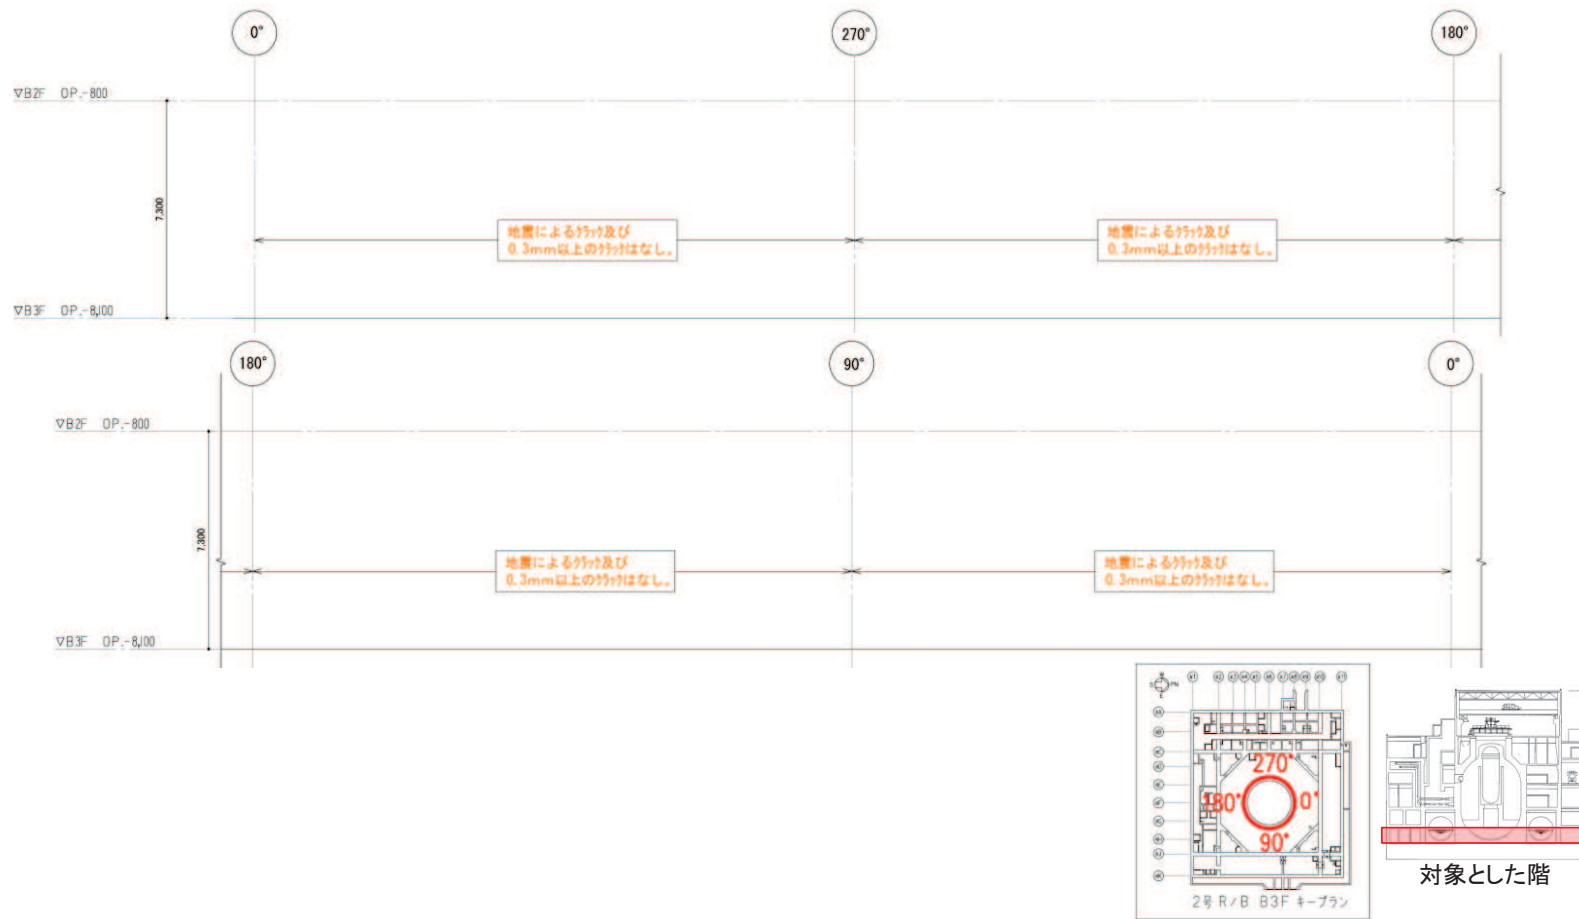 0°
270°
180°
▽B2F OP.-800
7,300
地震によるｸﾗｯｸ及び
0.3mm以上のｸﾗｯｸはなし。
地震によるｸﾗｯｸ及び
0.3mm以上のｸﾗｯｸはなし。
▽B3F OP.-8,100
180°
90°
0°
▽B2F OP.-800
7,300
地震によるｸﾗｯｸ及び
0.3mm以上のｸﾗｯｸはなし。
地震によるｸﾗｯｸ及び
0.3mm以上のｸﾗｯｸはなし。
▽B3F OP.-8,100
270°
180°
0°
90°
2号 R/B B3F キープラン
対象とした階